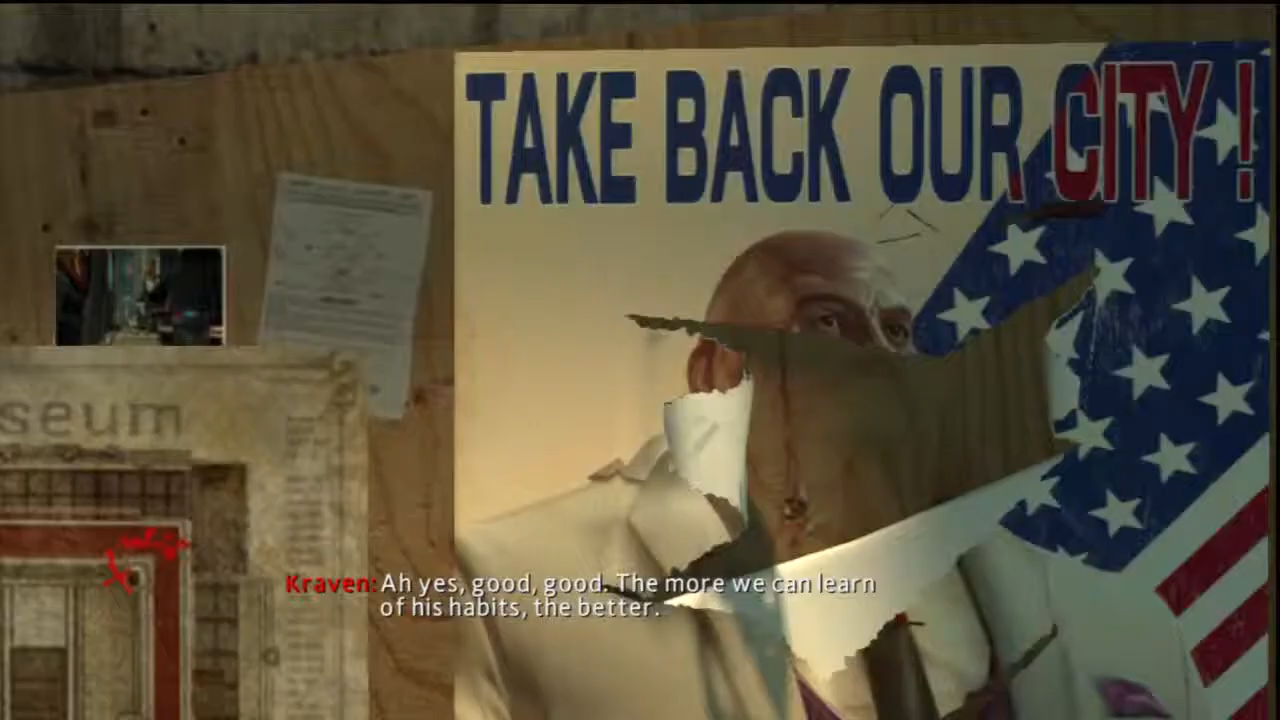 TAKE BACK OUR CITY!
seum
Kraven: Ah yes, good, good. The more we can learn
of his habits, the better.